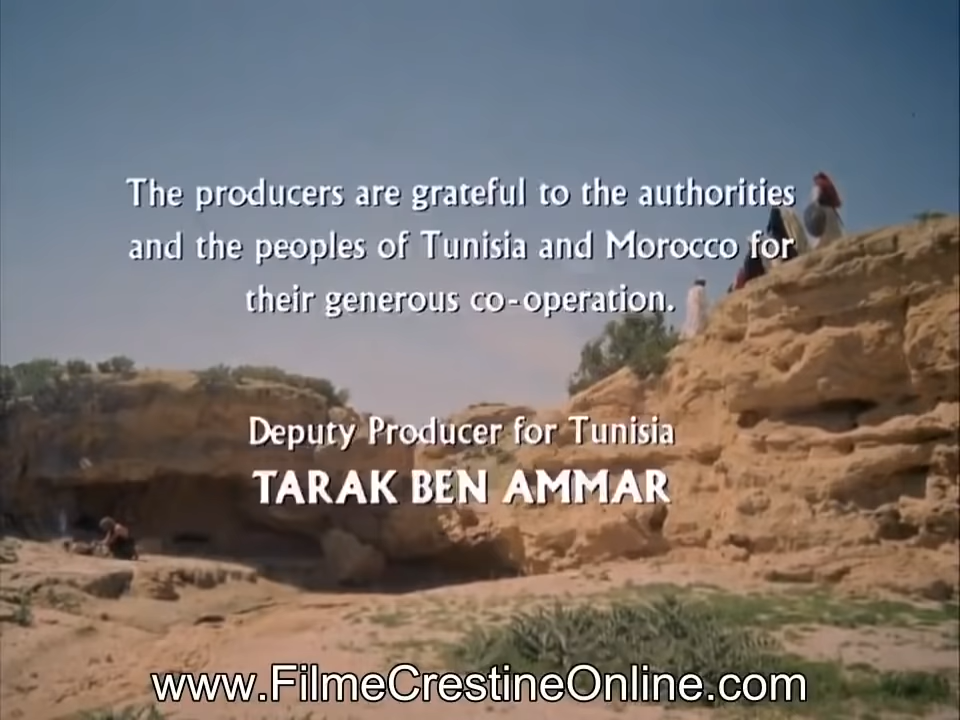 The producers are grateful to the authorities
and the peoples of Tunisia and Morocco for
their generous co-operation.
Deputy Producer for Tunisia
TARAK BEN AMMAR
www.FilmeCrestineOnline.com